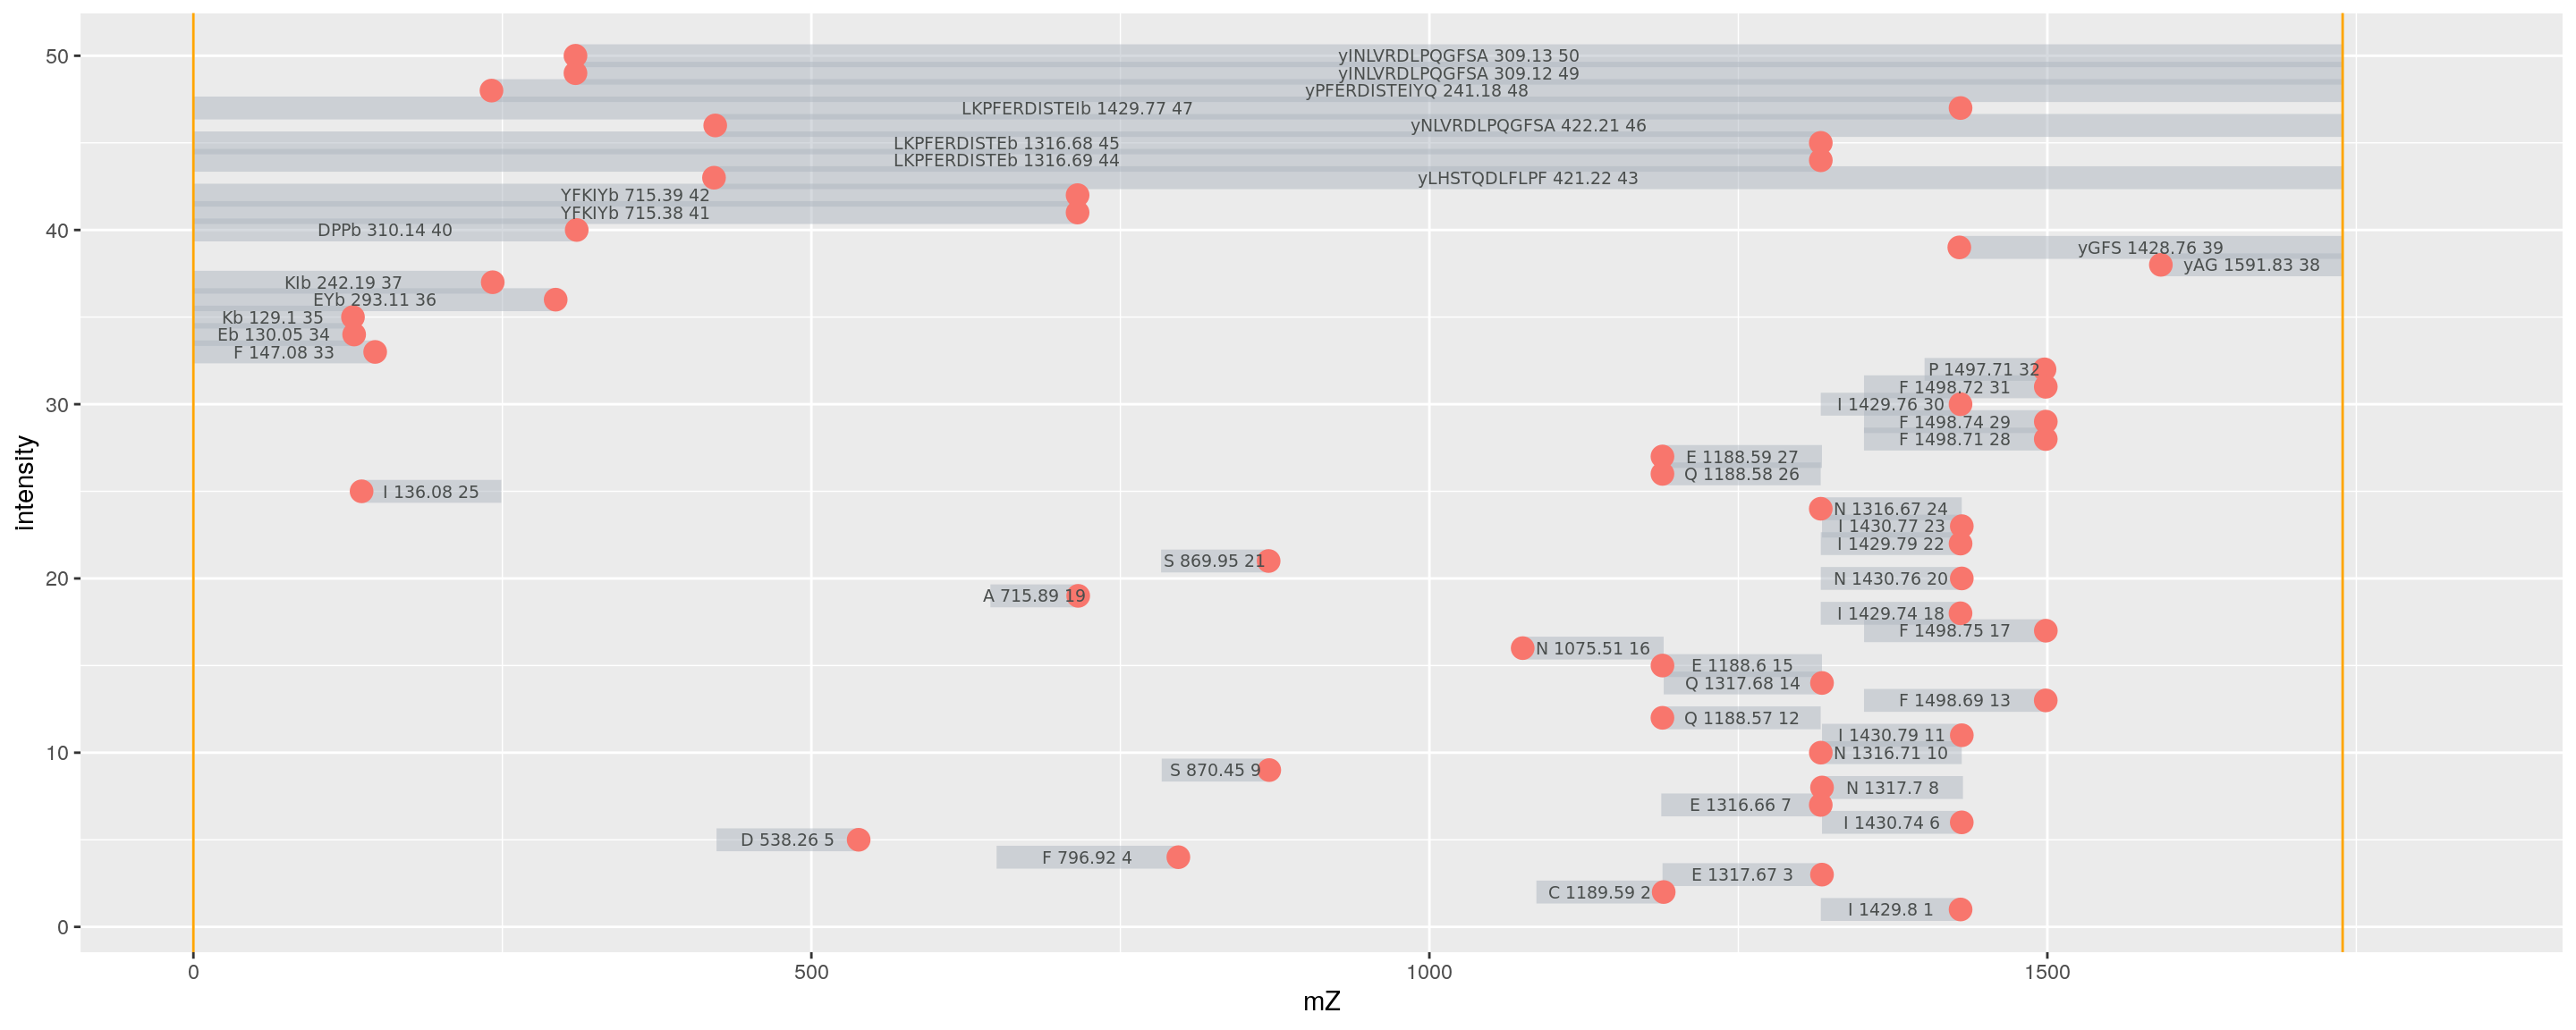 50
yINLVRDLPQGFSA 309.13 50
yINLVRDLPQGFSA 309.12 49
yPFERDISTEIYQ 241.18 48
LKPFERDISTEIb 1429.77 47
yNLVRDLPQGFSA 422.21 46
LKPFERDISTEb 1316.68 45
LKPFERDISTEb 1316.69 44
yLHSTQDLFLPF 421.22 43
YFKIYb 715.39 42
YFKIYb 715.38 41
40
DPPb 310.14 40
yGFS 1428.76 39
yAG 1591.83 38
KIb 242.19 37
EYb 293.11 36
Kb 129.1 35
Eb 130.05 34
F 147.08 33
P 1497.71 32
F 1498.72 31
30
I 1429.76 30
F 1498.74 29
F 1498.71 28
E 1188.59 27
Q 1188.58 26
I 136.08 25
N 1316.67 24
I 1430.77 23
I 1429.79 22
S 869.95 21
20
N 1430.76 20
A 715.89 19
I 1429.74 18
F 1498.75 17
N 1075.51 16
E 1188.6 15
Q 1317.68 14
F 1498.69 13
Q 1188.57 12
I 1430.79 11
10
N 1316.71 10
S 870.45 9
N 1317.7 8
E 1316.66 7
I 1430.74 6
D 538.26 5
F 796.92 4
E 1317.67 3
C 1189.59 2
I 1429.8 1
0
intensity
0 500 1000 1500
mZ